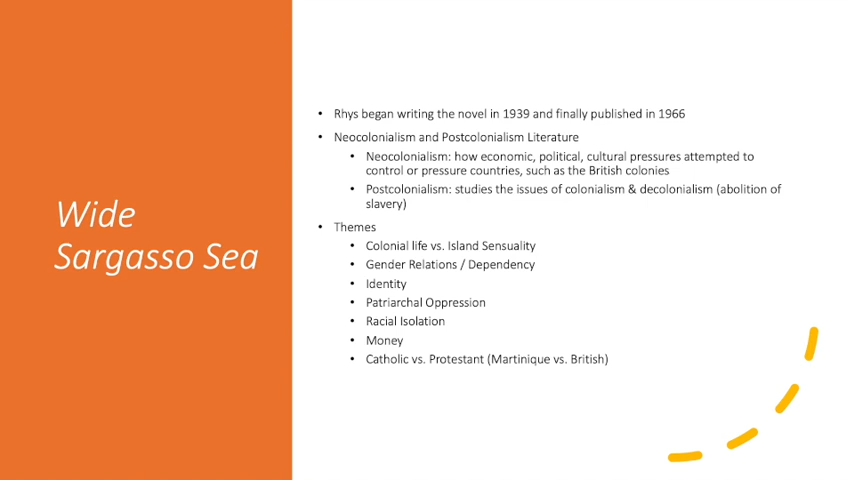 Wide
Sargasso Sea
• Rhys began writing the novel in 1939 and finally published in 1966
• Neocolonialism and Postcolonialism Literature
• Neocolonialism: how economic, political, cultural pressures attempted to
control or pressure countries, such as the British colonies
• Postcolonialism: studies the issues of colonialism & decolonialism (abolition of
slavery)
• Themes
• Colonial life vs. Island Sensuality
• Gender Relations / Dependency
• Identity
• Patriarchal Oppression
• Racial Isolation
• Money
• Catholic vs. Protestant (Martinique vs. British)